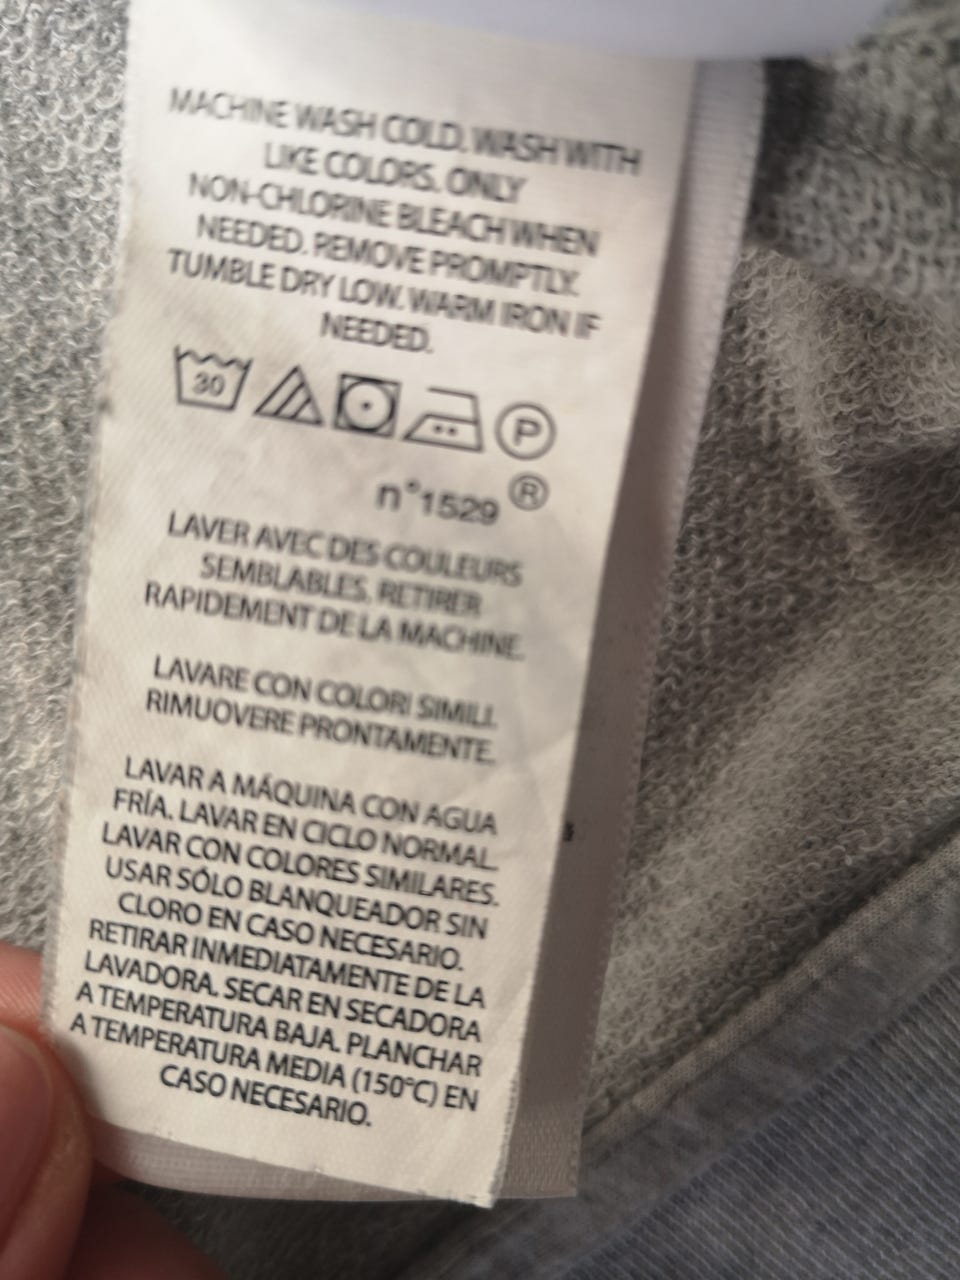 MACHINE WASH COLD. WASH WITH
LIKE COLORS. ONLY
NON-CHLORINE BLEACH WHEN
NEEDED. REMOVE PROMPTLY.
TUMBLE DRY LOW. WARM IRON IF
NEEDED.
30 P
n°1529 ®
LAVER AVEC DES COULEURS
SEMBLABLES. RETIRER
RAPIDEMENT DE LA MACHINE.
LAVARE CON COLORI SIMILI.
RIMUOVERE PRONTAMENTE.
LAVAR A MÁQUINA CON AGUA
FRÍA. LAVAR EN CICLO NORMAL.
LAVAR CON COLORES SIMILARES.
USAR SÓLO BLANQUEADOR SIN
CLORO EN CASO NECESARIO.
RETIRAR INMEDIATAMENTE DE LA
LAVADORA. SECAR EN SECADORA
A TEMPERATURA BAJA. PLANCHAR
A TEMPERATURA MEDIA (150°C) EN
CASO NECESARIO.